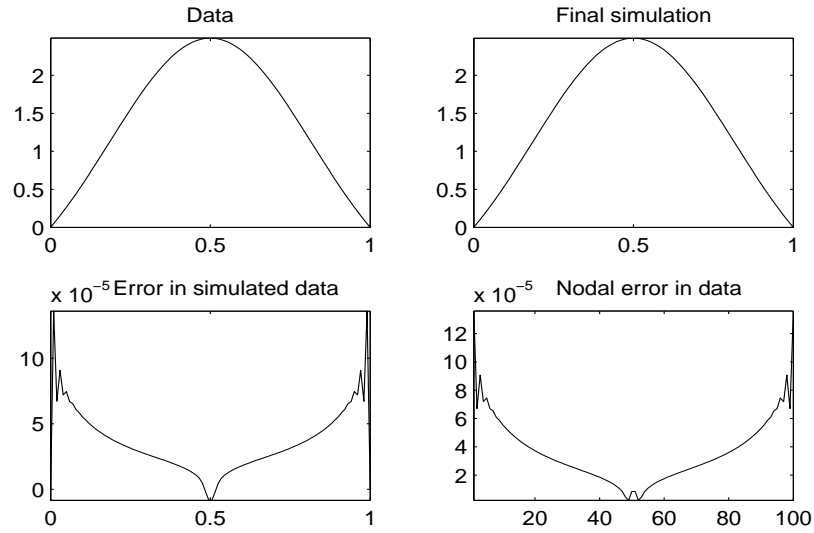 Data
2
1.5
1
0.5
0
0 0.5 1
Final simulation
2
1.5
1
0.5
0
0 0.5 1
x 10⁻⁵ Error in simulated data
10
5
0
0 0.5 1
x 10⁻⁵ Nodal error in data
12
10
8
6
4
2
20 40 60 80 100